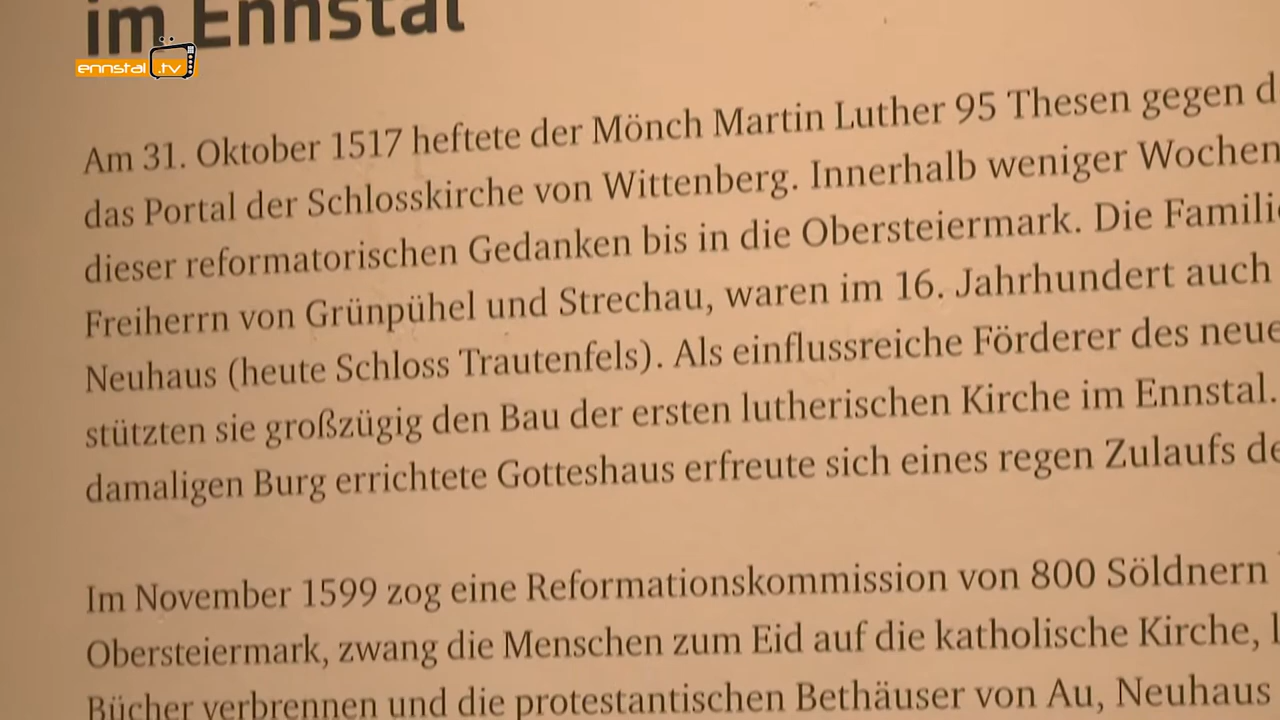 im Ennstal
ennstal.tv
Am 31. Oktober 1517 heftete der Mönch Martin Luther 95 Thesen gegen d
das Portal der Schlosskirche von Wittenberg. Innerhalb weniger Wochen
dieser reformatorischen Gedanken bis in die Obersteiermark. Die Famili
Freiherrn von Grünpühel und Strechau, waren im 16. Jahrhundert auch
Neuhaus (heute Schloss Trautenfels). Als einflussreiche Förderer des neue
stützten sie großzügig den Bau der ersten lutherischen Kirche im Ennstal.
damaligen Burg errichtete Gotteshaus erfreute sich eines regen Zulaufs de
Im November 1599 zog eine Reformationskommission von 800 Söldnern
Obersteiermark, zwang die Menschen zum Eid auf die katholische Kirche,
Bücher verbrennen und die protestantischen Bethäuser von Au, Neuhaus